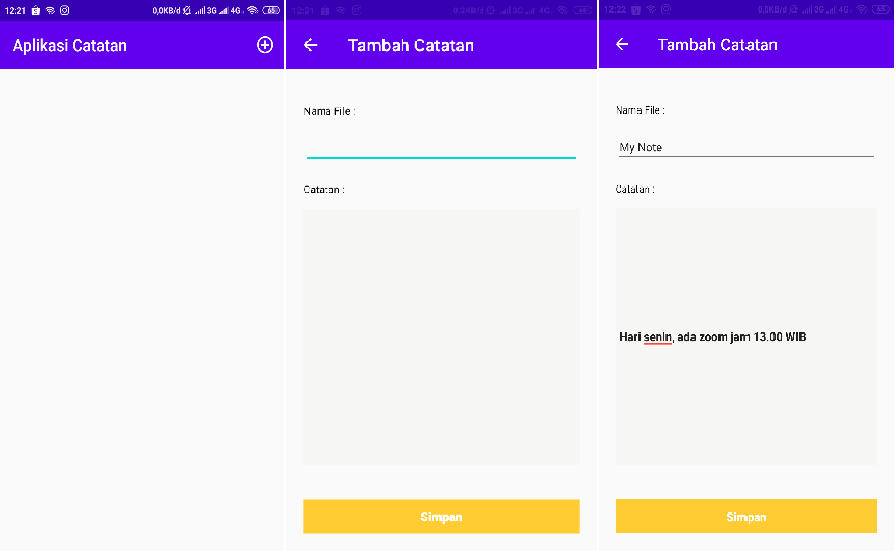 12:21 0,0KB/d 3G 4G 65
Aplikasi Catatan
12:21 3G 4G
Tambah Catatan
Nama File :
Catatan :
Simpan
12:22 0,0KB/d 3G 4G 65
Tambah Catatan
Nama File :
My Note
Catatan :
Hari senin, ada zoom jam 13.00 WIB
Simpan